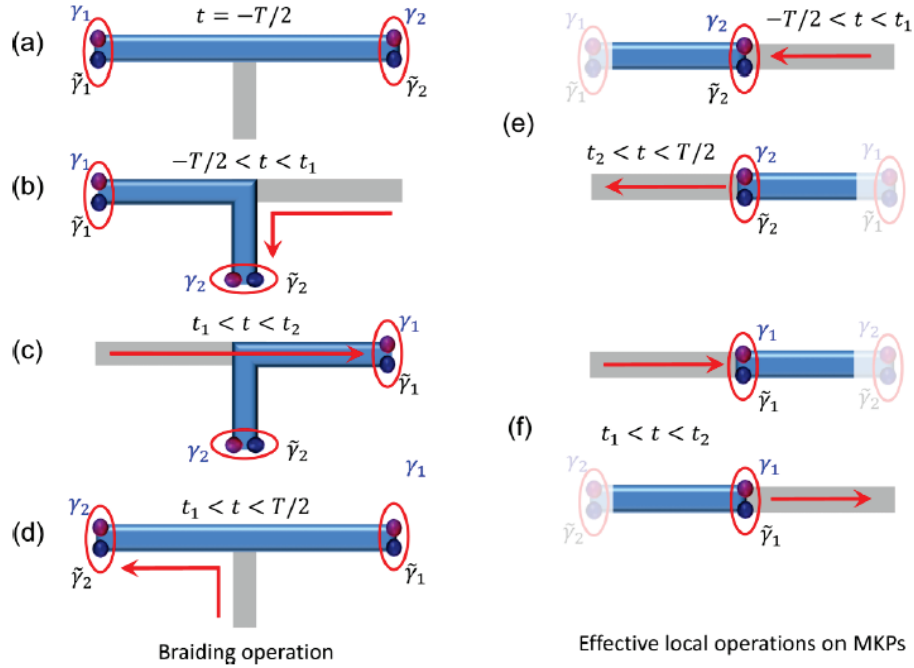 (a)
γ₁
t = −T/2
γ₂
γ̃₁
γ̃₂
(b)
−T/2 < t < t₁
γ₁
γ̃₁
γ₂
γ̃₂
(c)
t₁ < t < t₂
γ₁
γ̃₁
γ₂
γ̃₂
γ₁
(d)
γ₂
t₁ < t < T/2
γ̃₂
γ̃₁
Braiding operation
(e)
γ₁
γ₂
−T/2 < t < t₁
γ̃₁
γ̃₂
t₂ < t < T/2
γ₂
γ₁
γ̃₂
γ̃₁
(f)
γ₁
γ₂
γ̃₁
γ̃₂
t₁ < t < t₂
γ₂
γ₁
γ̃₂
γ̃₁
Effective local operations on MKPs